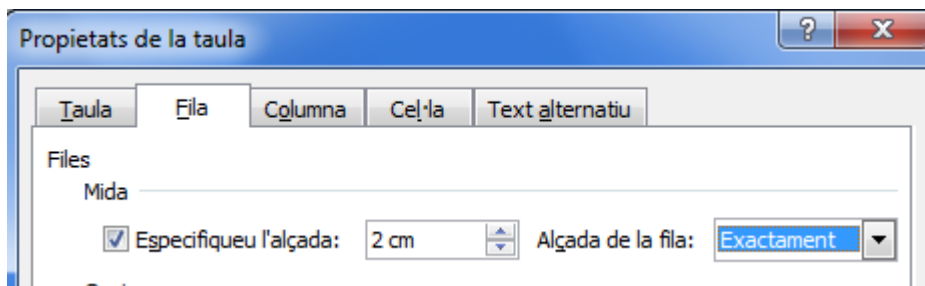 Propietats de la taula
Taula Fila Columna Cel·la Text alternatiu
Files
Mida
Especifiqueu l'alçada: 2 cm Alçada de la fila: Exactament